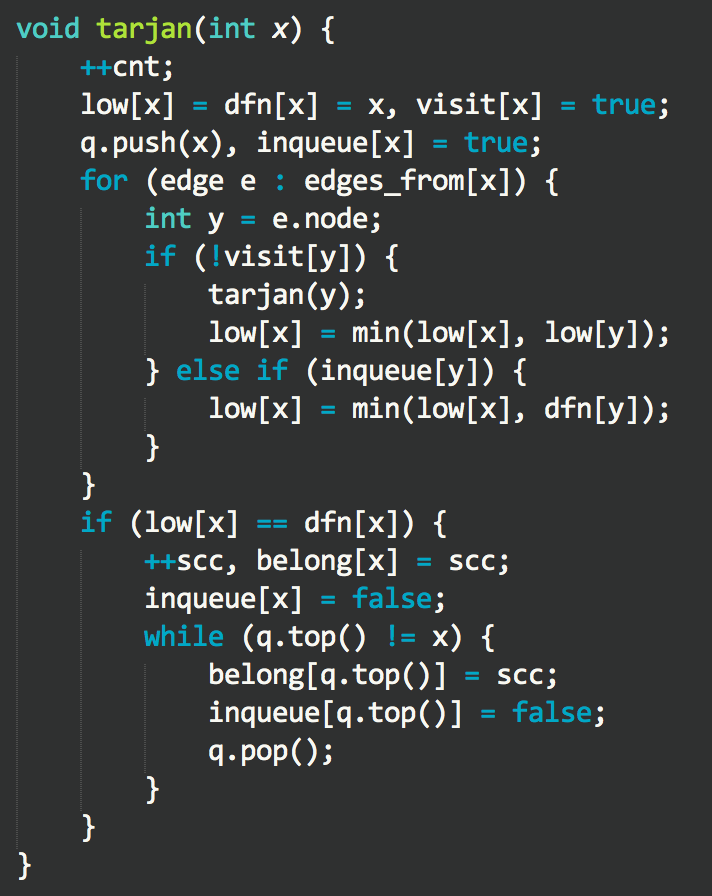 void tarjan(int x) {
    ++cnt;
    low[x] = dfn[x] = x, visit[x] = true;
    q.push(x), inqueue[x] = true;
    for (edge e : edges_from[x]) {
        int y = e.node;
        if (!visit[y]) {
            tarjan(y);
            low[x] = min(low[x], low[y]);
        } else if (inqueue[y]) {
            low[x] = min(low[x], dfn[y]);
        }
    }
    if (low[x] == dfn[x]) {
        ++scc, belong[x] = scc;
        inqueue[x] = false;
        while (q.top() != x) {
            belong[q.top()] = scc;
            inqueue[q.top()] = false;
            q.pop();
        }
    }
}